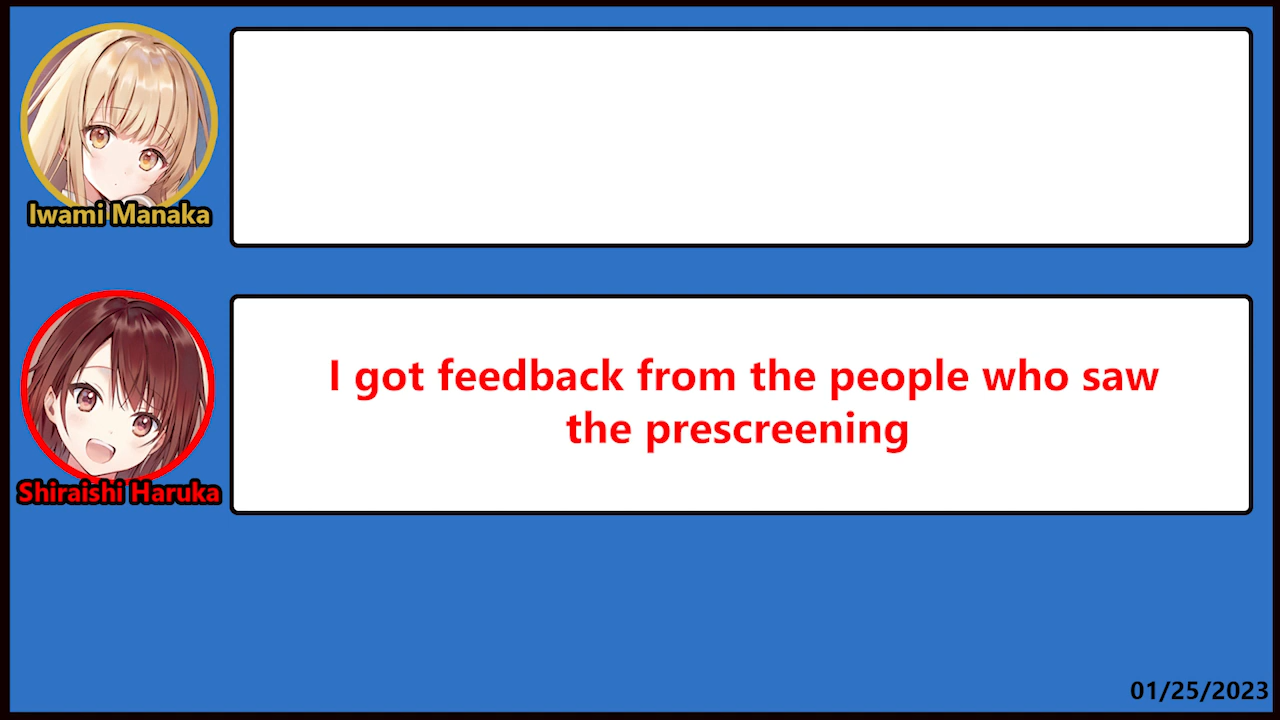 Iwami Manaka
I got feedback from the people who saw
the prescreening
Shiraishi Haruka
01/25/2023